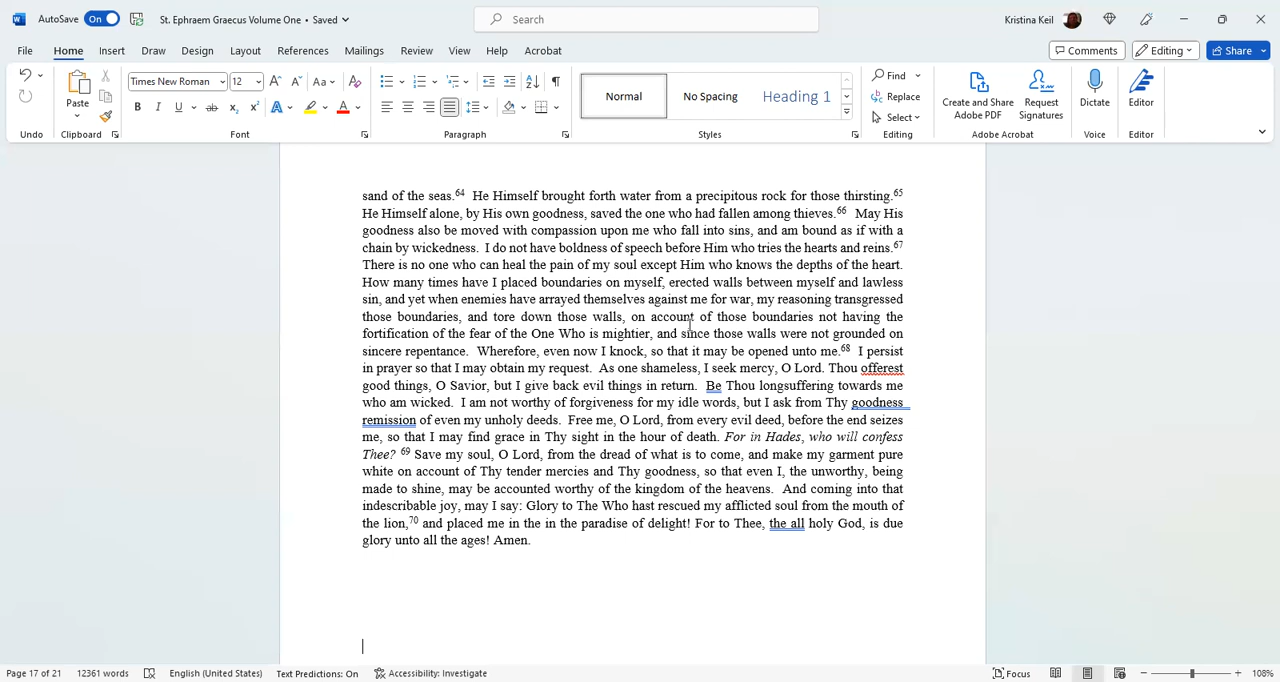 AutoSave On St. Ephraem Graecus Volume One • Saved Search Kristina Keil
File Home Insert Draw Design Layout References Mailings Review View Help Acrobat Comments Editing Share
Times New Roman 12 Aa Find
Paste Normal No Spacing Heading 1 Replace Create and Share Adobe PDF Request Signatures Dictate Editor
B I U ab x₂ x² A A Select
Undo Clipboard Font Paragraph Styles Editing Adobe Acrobat Voice Editor
sand of the seas.64 He Himself brought forth water from a precipitous rock for those thirsting.65
He Himself alone, by His own goodness, saved the one who had fallen among thieves.66 May His
goodness also be moved with compassion upon me who fall into sins, and am bound as if with a
chain by wickedness. I do not have boldness of speech before Him who tries the hearts and reins.67
There is no one who can heal the pain of my soul except Him who knows the depths of the heart.
How many times have I placed boundaries on myself, erected walls between myself and lawless
sin, and yet when enemies have arrayed themselves against me for war, my reasoning transgressed
those boundaries, and tore down those walls, on account of those boundaries not having the
fortification of the fear of the One Who is mightier, and since those walls were not grounded on
sincere repentance. Wherefore, even now I knock, so that it may be opened unto me.68 I persist
in prayer so that I may obtain my request. As one shameless, I seek mercy, O Lord. Thou offerest
good things, O Savior, but I give back evil things in return. Be Thou longsuffering towards me
who am wicked. I am not worthy of forgiveness for my idle words, but I ask from Thy goodness
remission of even my unholy deeds. Free me, O Lord, from every evil deed, before the end seizes
me, so that I may find grace in Thy sight in the hour of death. For in Hades, who will confess
Thee? 69 Save my soul, O Lord, from the dread of what is to come, and make my garment pure
white on account of Thy tender mercies and Thy goodness, so that even I, the unworthy, being
made to shine, may be accounted worthy of the kingdom of the heavens. And coming into that
indescribable joy, may I say: Glory to The Who hast rescued my afflicted soul from the mouth of
the lion,70 and placed me in the in the paradise of delight! For to Thee, the all holy God, is due
glory unto all the ages! Amen.
Page 17 of 21 12361 words English (United States) Text Predictions: On Accessibility: Investigate Focus 108%